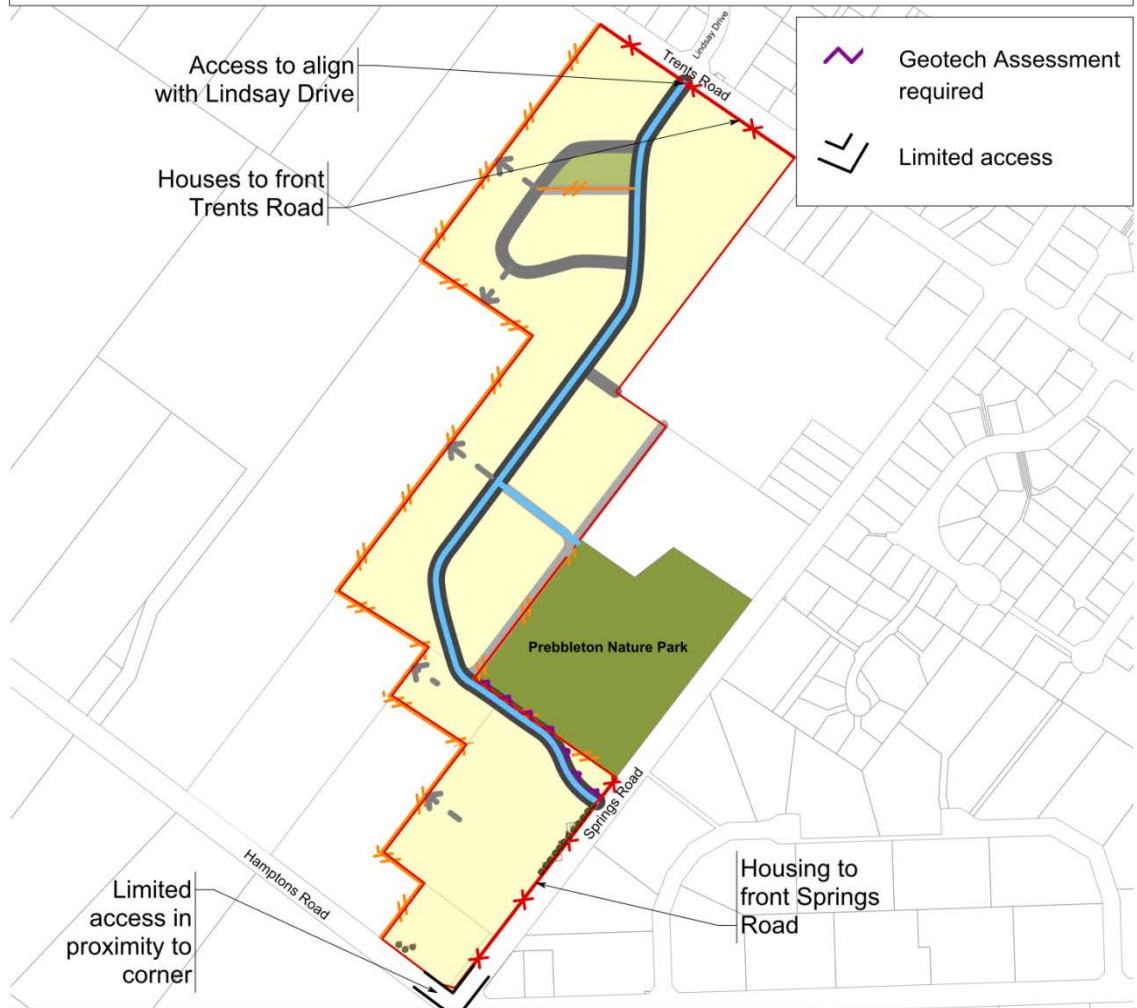 Lindsay Drive
Trents Road
Access to align
with Lindsay Drive
Geotech Assessment
required
Limited access
Houses to front
Trents Road
Prebbleton Nature Park
Springs Road
Hamptons Road
Limited
access in
proximity to
corner
Housing to
front Springs
Road